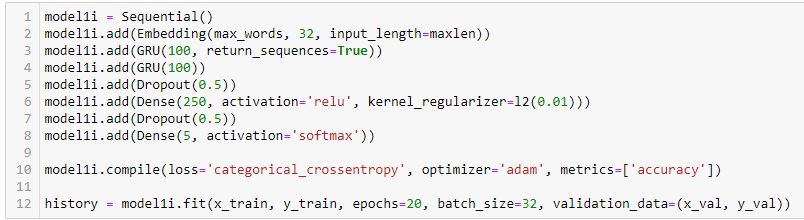 1 model1i = Sequential()
2 model1i.add(Embedding(max_words, 32, input_length=maxlen))
3 model1i.add(GRU(100, return_sequences=True))
4 model1i.add(GRU(100))
5 model1i.add(Dropout(0.5))
6 model1i.add(Dense(250, activation='relu', kernel_regularizer=l2(0.01)))
7 model1i.add(Dropout(0.5))
8 model1i.add(Dense(5, activation='softmax'))
9
10 model1i.compile(loss='categorical_crossentropy', optimizer='adam', metrics=['accuracy'])
11
12 history = model1i.fit(x_train, y_train, epochs=20, batch_size=32, validation_data=(x_val, y_val))